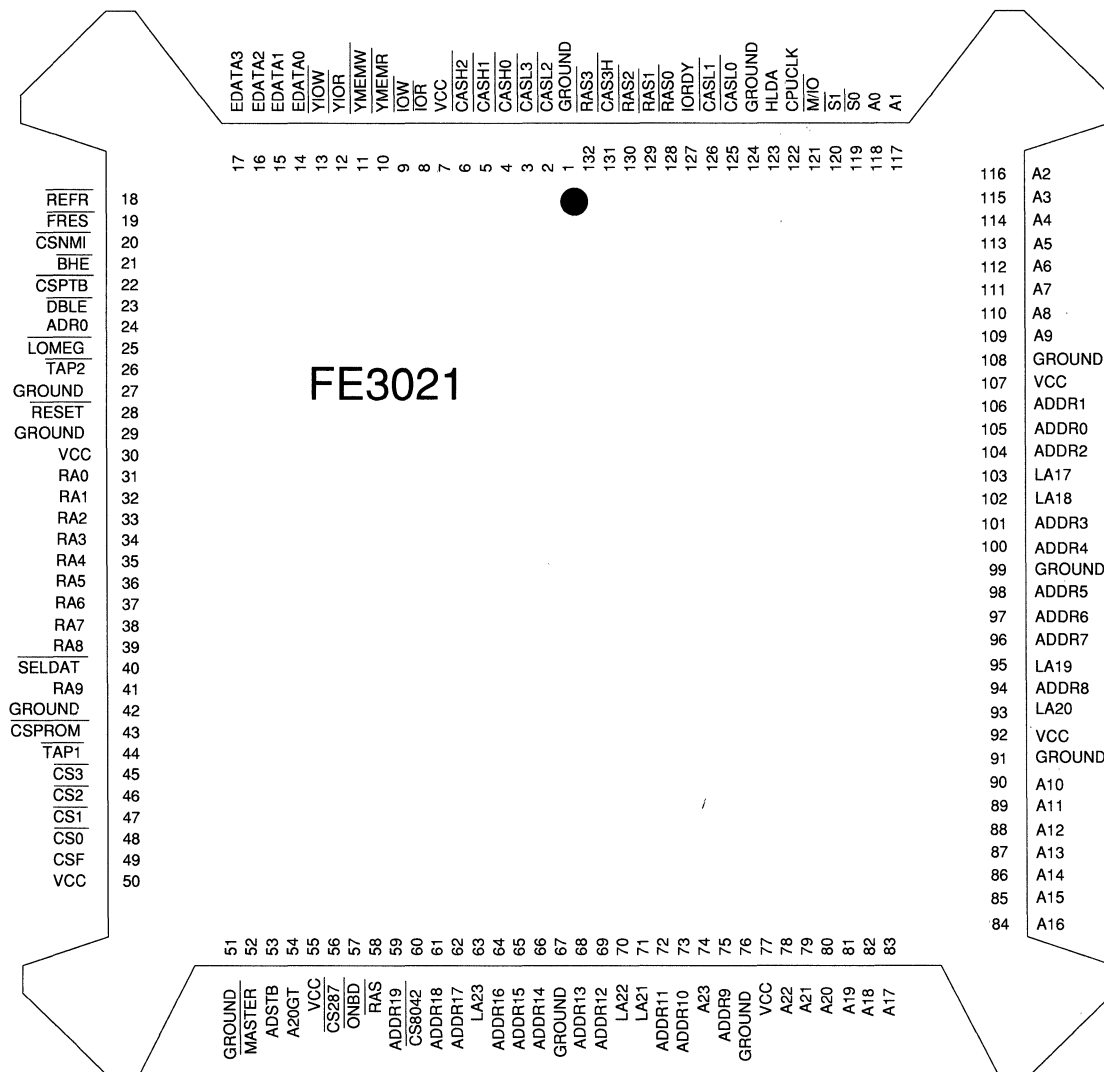 EDATA3 EDATA2 EDATA1 EDATA0 YIOW YIOR YMEMW YMEMR IOW IOR VCC CASH2 CASH1 CASH0 CASL3 CASL2 GROUND RAS3 CAS3H RAS2 RAS1 RAS0 IORDY CASL1 CASL0 GROUND HLDA CPUCLK M/IO S1 S0 A0 A1
17 16 15 14 13 12 11 10 9 8 7 6 5 4 3 2 1 132 131 130 129 128 127 126 125 124 123 122 121 120 119 118 117
REFR 18
FRES 19
CSNMI 20
BHE 21
CSPTB 22
DBLE 23
ADR0 24
LOMEG 25
TAP2 26
GROUND 27
RESET 28
GROUND 29
VCC 30
RA0 31
RA1 32
RA2 33
RA3 34
RA4 35
RA5 36
RA6 37
RA7 38
RA8 39
SELDAT 40
RA9 41
GROUND 42
CSPROM 43
TAP1 44
CS3 45
CS2 46
CS1 47
CS0 48
CSF 49
VCC 50
FE3021
116 A2
115 A3
114 A4
113 A5
112 A6
111 A7
110 A8
109 A9
108 GROUND
107 VCC
106 ADDR1
105 ADDR0
104 ADDR2
103 LA17
102 LA18
101 ADDR3
100 ADDR4
99 GROUND
98 ADDR5
97 ADDR6
96 ADDR7
95 LA19
94 ADDR8
93 LA20
92 VCC
91 GROUND
90 A10
89 A11
88 A12
87 A13
86 A14
85 A15
84 A16
51 52 53 54 55 56 57 58 59 60 61 62 63 64 65 66 67 68 69 70 71 72 73 74 75 76 77 78 79 80 81 82 83
GROUND MASTER ADSTB A20GT VCC CS287 ONBD RAS ADDR19 CS8042 ADDR18 ADDR17 LA23 ADDR16 ADDR15 ADDR14 GROUND ADDR13 ADDR12 LA22 LA21 ADDR11 ADDR10 A23 ADDR9 GROUND VCC A22 A21 A20 A19 A18 A17